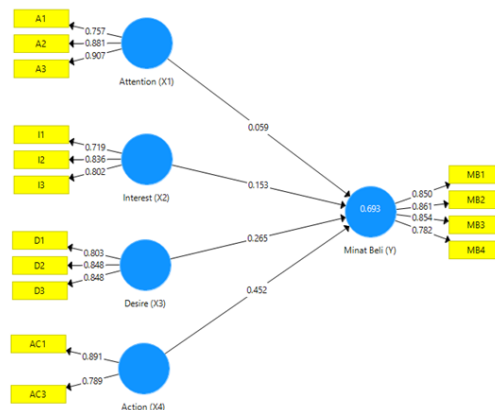 A1
0.757
A2
0.881
A3
0.907
Attention (X1)
0.059
I1
0.719
I2
0.836
I3
0.802
Interest (X2)
0.153
D1
0.803
D2
0.848
D3
0.848
Desire (X3)
0.265
AC1
0.891
AC3
0.789
Action (X4)
0.452
0.693
Minat Beli (Y)
0.850
MB1
0.861
MB2
0.854
MB3
0.782
MB4